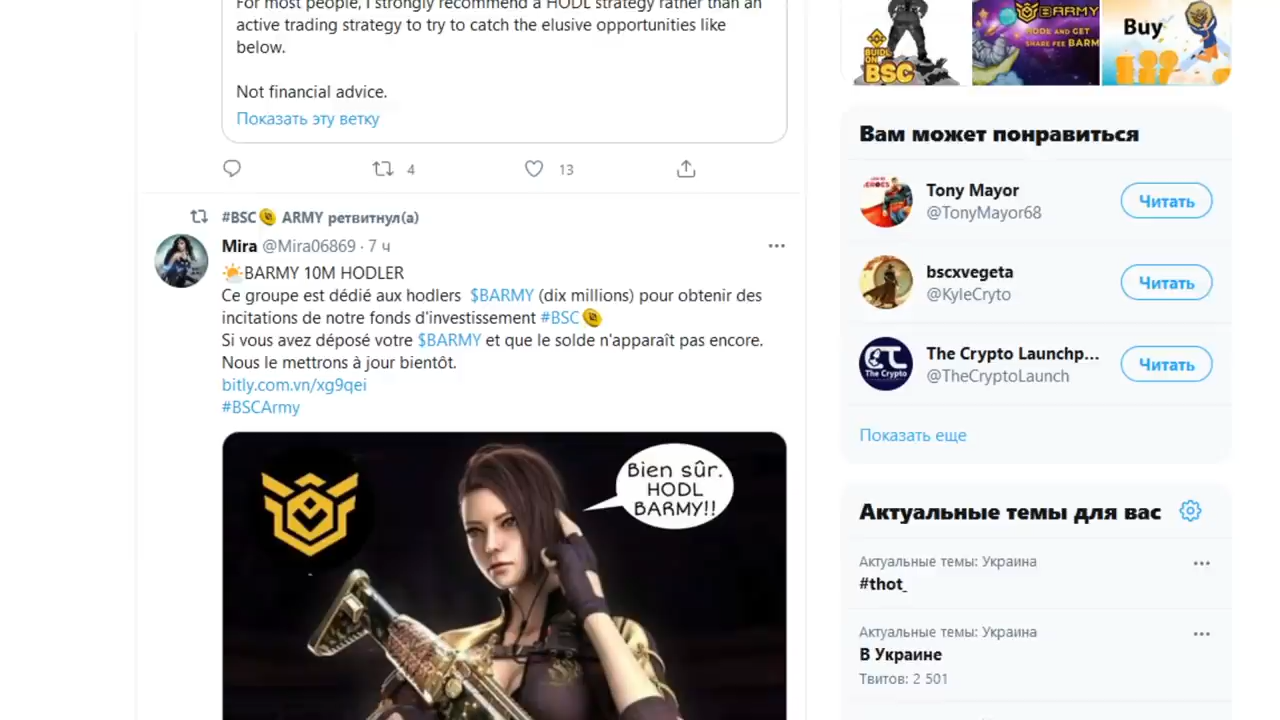 For most people, I strongly recommend a HODL strategy rather than an
active trading strategy to try to catch the elusive opportunities like
below.
Not financial advice.
Показать эту ветку
4
13
#BSC ARMY ретвитнул(а)
Mira @Mira06869 · 7 ч
BARMY 10M HODLER
Ce groupe est dédié aux hodlers $BARMY (dix millions) pour obtenir des
incitations de notre fonds d'investissement #BSC
Si vous avez déposé votre $BARMY et que le solde n'apparaît pas encore.
Nous le mettrons à jour bientôt.
bitly.com.vn/xg9qei
#BSCArmy
Bien sûr.
HODL
BARMY!!
BUIDL
ON
BSC
BARMY
HODL AND GET
SHARE FEE BARM
Buy
Вам может понравиться
Tony Mayor
@TonyMayor68
Читать
bscxvegeta
@KyleCryto
Читать
The Crypto Launchp...
@TheCryptoLaunch
Читать
The Crypto
Показать еще
Актуальные темы для вас
Актуальные темы: Украина
#thot_
Актуальные темы: Украина
В Украине
Твитов: 2 501